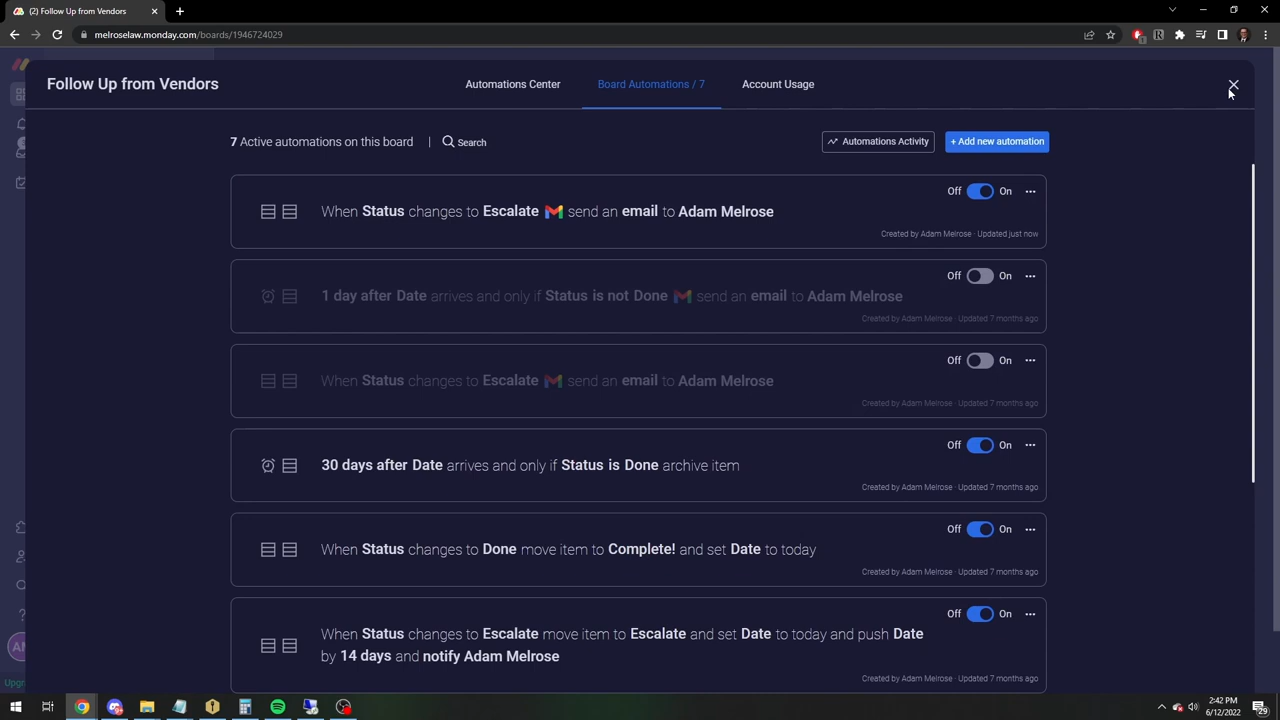 (2) Follow Up from Vendors
melroselaw.monday.com/boards/1946724029
Follow Up from Vendors
Automations Center
Board Automations / 7
Account Usage
7 Active automations on this board
Search
Automations Activity
+ Add new automation
Off On
When Status changes to Escalate send an email to Adam Melrose
Created by Adam Melrose · Updated just now
Off On
1 day after Date arrives and only if Status is not Done send an email to Adam Melrose
Created by Adam Melrose · Updated 7 months ago
Off On
When Status changes to Escalate send an email to Adam Melrose
Created by Adam Melrose · Updated 7 months ago
Off On
30 days after Date arrives and only if Status is Done archive item
Created by Adam Melrose · Updated 7 months ago
Off On
When Status changes to Done move item to Complete! and set Date to today
Created by Adam Melrose · Updated 7 months ago
Off On
When Status changes to Escalate move item to Escalate and set Date to today and push Date
by 14 days and notify Adam Melrose
Created by Adam Melrose · Updated 7 months ago
Upgr
2:42 PM
6/12/2022
29